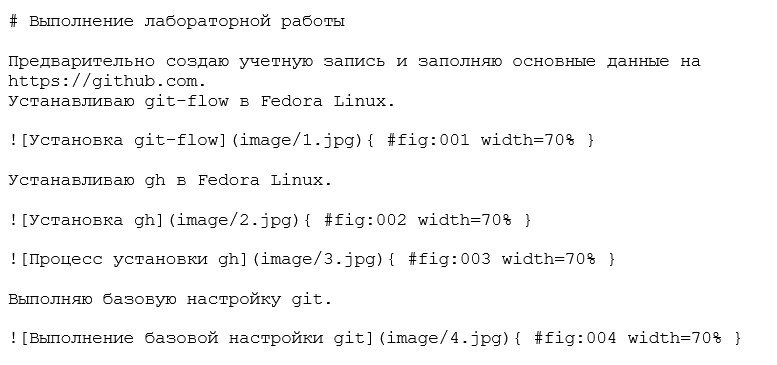 # Выполнение лабораторной работы
Предварительно создаю учетную запись и заполняю основные данные на
https://github.com.
Устанавливаю git-flow в Fedora Linux.
![Установка git-flow](image/1.jpg){ #fig:001 width=70% }
Устанавливаю gh в Fedora Linux.
![Установка gh](image/2.jpg){ #fig:002 width=70% }
![Процесс установки gh](image/3.jpg){ #fig:003 width=70% }
Выполняю базовую настройку git.
![Выполнение базовой настройки git](image/4.jpg){ #fig:004 width=70% }